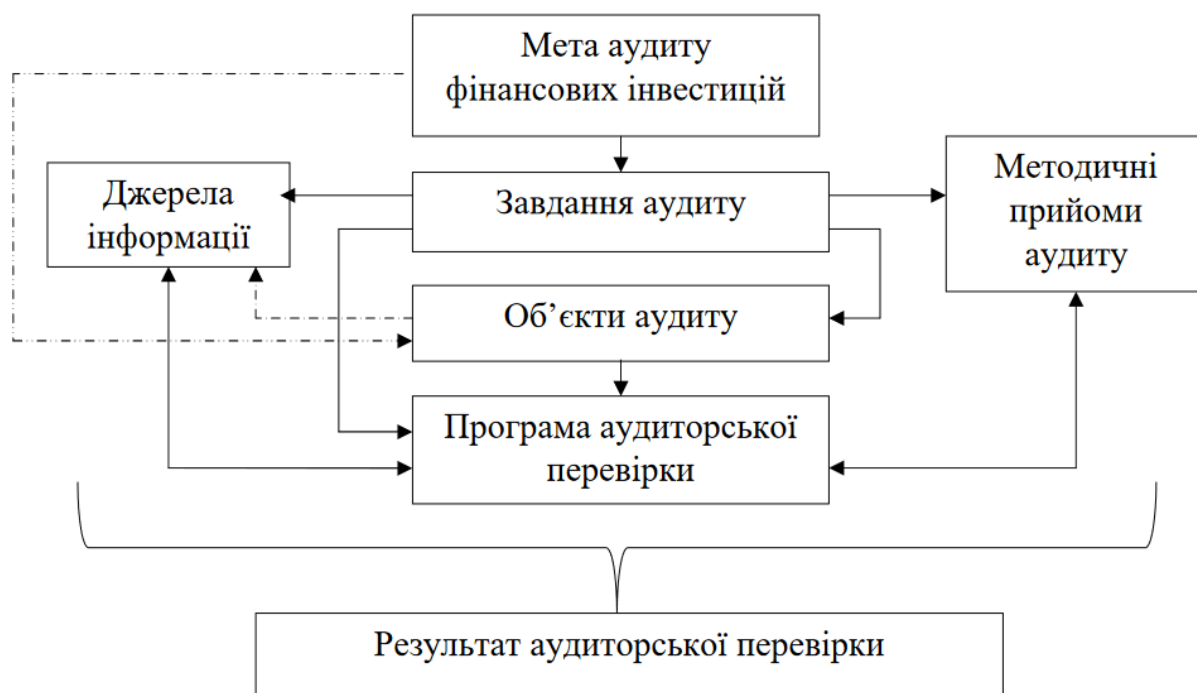 Мета аудиту
фінансових інвестицій
Джерела
інформації
Завдання аудиту
Методичні
прийоми
аудиту
Об’єкти аудиту
Програма аудиторської
перевірки
Результат аудиторської перевірки